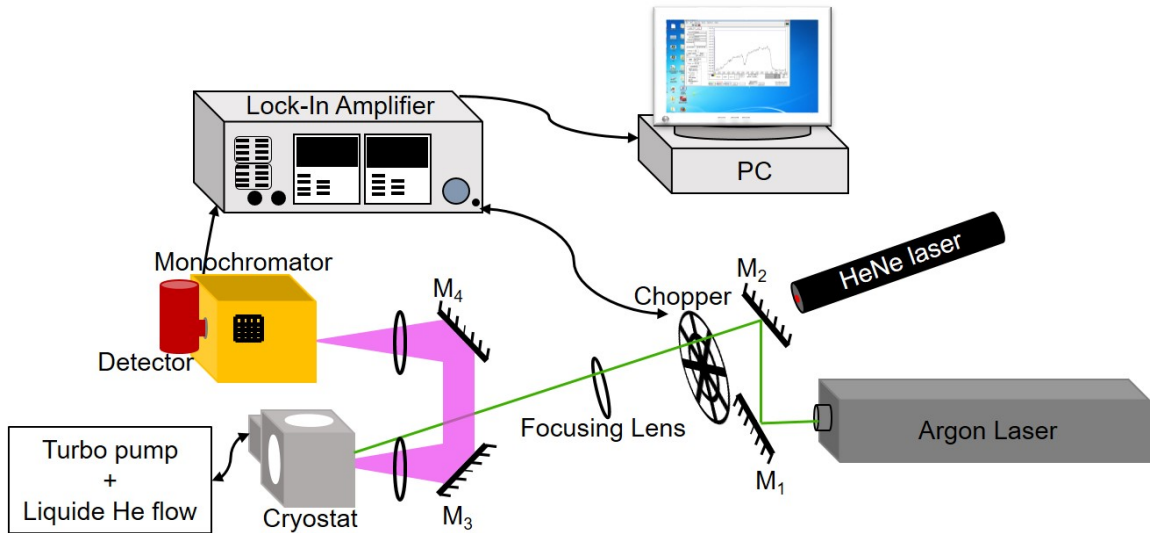 Lock-In Amplifier
PC
HeNe laser
Monochromator
M4
M2
Chopper
Detector
Focusing Lens
Argon Laser
Turbo pump
+
Liquide He flow
Cryostat
M3
M1